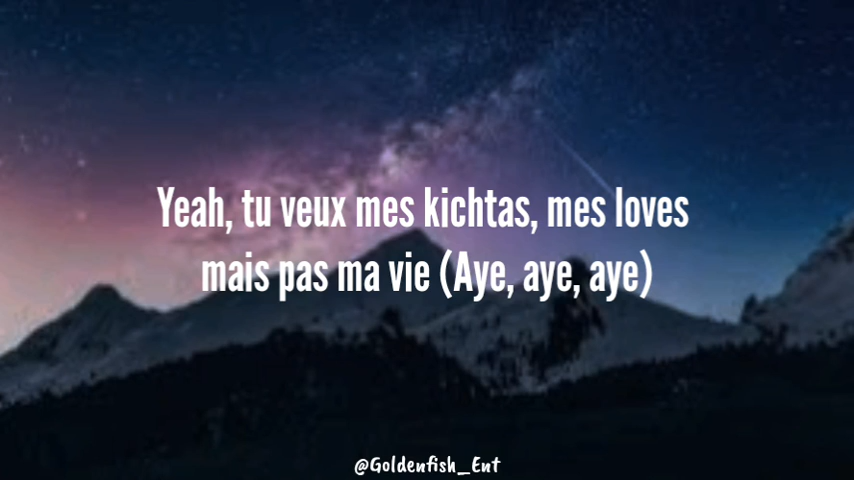 Yeah, tu veux mes kichtas, mes loves
mais pas ma vie (Aye, aye, aye)
@Goldenfish_Ent